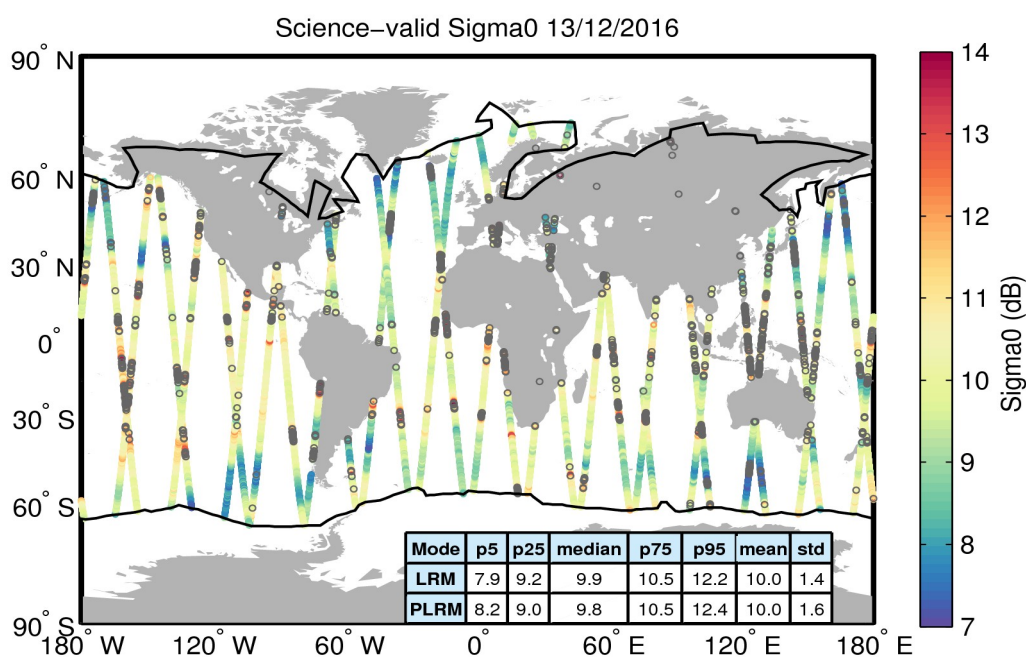 Science−valid Sigma0 13/12/2016
90° N
60° N
30° N
0°
30° S
60° S
90° S
180° W
120° W
60° W
0°
60° E
120° E
180° E
14
13
12
11
10
9
8
7
Sigma0 (dB)
Mode p5 p25 median p75 p95 mean std
LRM 7.9 9.2 9.9 10.5 12.2 10.0 1.4
PLRM 8.2 9.0 9.8 10.5 12.4 10.0 1.6